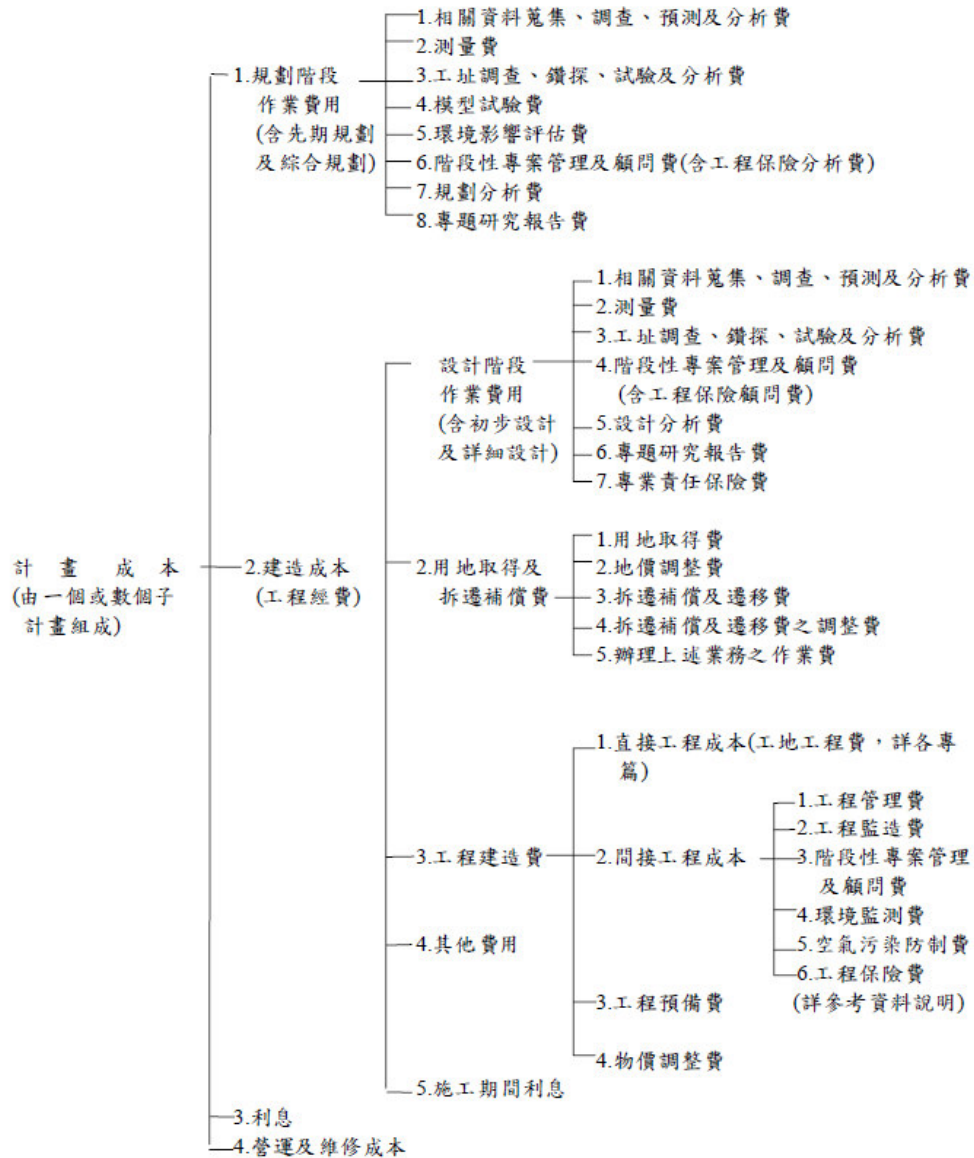 計畫成本
(由一個或數個子
計畫組成)
1.規劃階段
作業費用
(含先期規劃
及綜合規劃)
1.相關資料蒐集、調查、預測及分析費
2.測量費
3.工址調查、鑽探、試驗及分析費
4.模型試驗費
5.環境影響評估費
6.階段性專案管理及顧問費(含工程保險分析費)
7.規劃分析費
8.專題研究報告費
2.建造成本
(工程經費)
設計階段
作業費用
(含初步設計
及詳細設計)
1.相關資料蒐集、調查、預測及分析費
2.測量費
3.工址調查、鑽探、試驗及分析費
4.階段性專案管理及顧問費
(含工程保險顧問費)
5.設計分析費
6.專題研究報告費
7.專業責任保險費
2.用地取得及
拆遷補償費
1.用地取得費
2.地價調整費
3.拆遷補償及遷移費
4.拆遷補償及遷移費之調整費
5.辦理上述業務之作業費
3.工程建造費
1.直接工程成本(工地工程費,詳各專
篇)
2.間接工程成本
1.工程管理費
2.工程監造費
3.階段性專案管理
及顧問費
4.環境監測費
5.空氣污染防制費
6.工程保險費
(詳參考資料說明)
3.工程預備費
4.物價調整費
4.其他費用
5.施工期間利息
3.利息
4.營運及維修成本